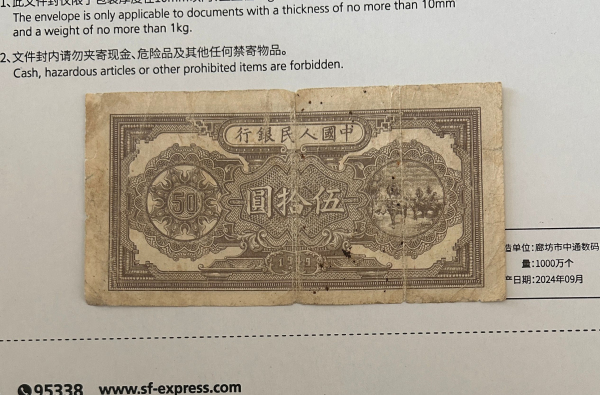 The envelope is only applicable to documents with a thickness of no more than 10mm
and a weight of no more than 1kg.
2、文件封内请勿夹寄现金、危险品及其他任何禁寄物品。
Cash, hazardous articles or other prohibited items are forbidden.
行銀民人國中
50
圓拾伍
造单位:廊坊市中通数码
量:1000万个
产日期:2024年09月
95338 www.sf-express.com